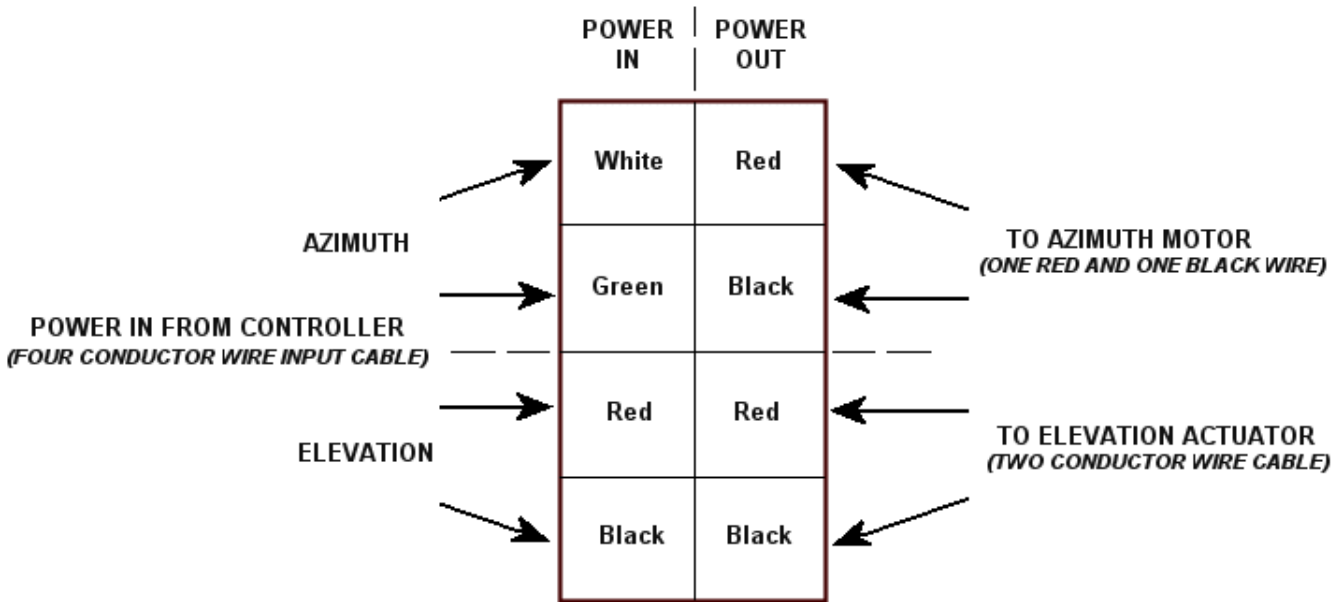 POWER IN
POWER OUT
White
Red
AZIMUTH
TO AZIMUTH MOTOR
(ONE RED AND ONE BLACK WIRE)
Green
Black
POWER IN FROM CONTROLLER
(FOUR CONDUCTOR WIRE INPUT CABLE)
Red
Red
ELEVATION
TO ELEVATION ACTUATOR
(TWO CONDUCTOR WIRE CABLE)
Black
Black